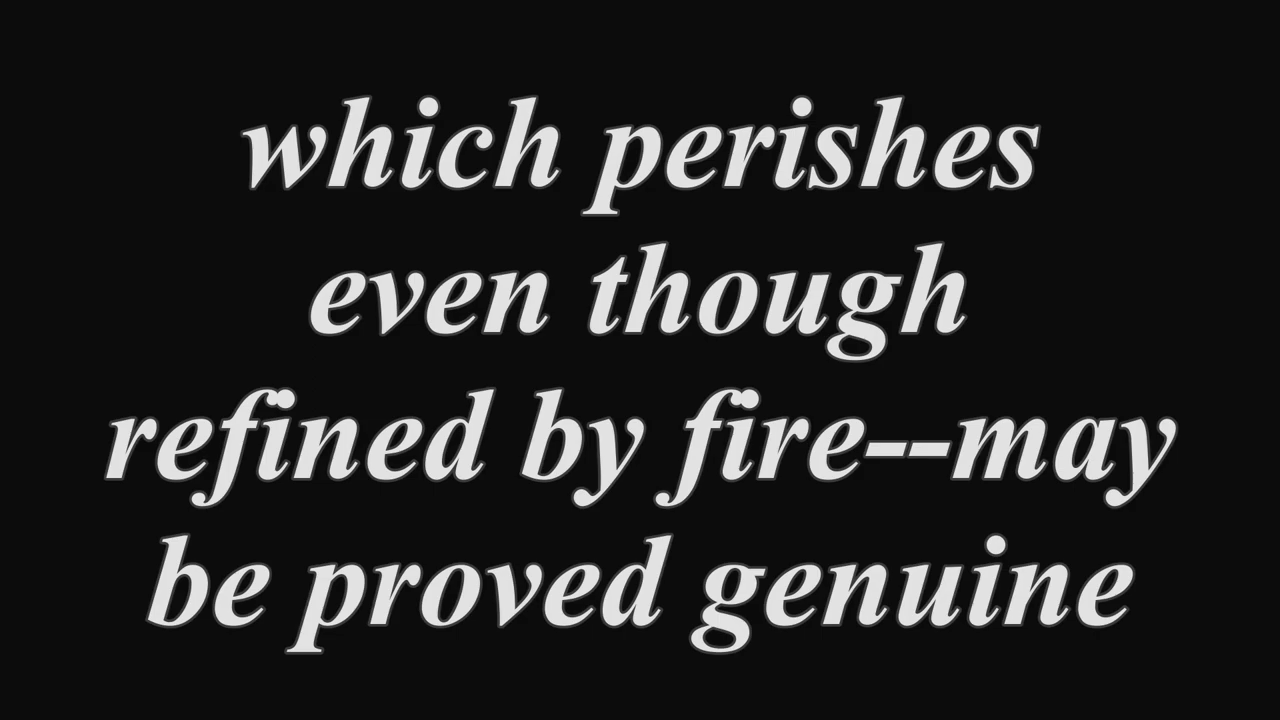 which perishes
even though
refined by fire--may
be proved genuine